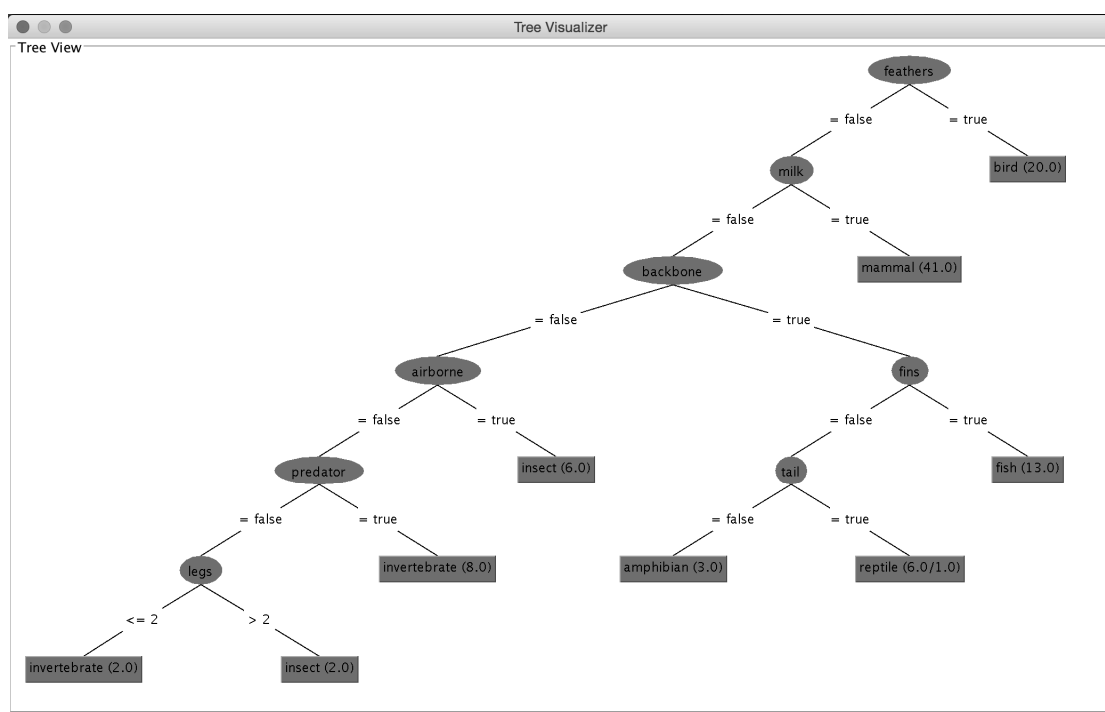 Tree Visualizer
Tree View
feathers
= false
= true
milk
bird (20.0)
= false
= true
backbone
mammal (41.0)
= false
= true
airborne
fins
= false
= true
= false
= true
predator
insect (6.0)
tail
fish (13.0)
= false
= true
= false
= true
legs
invertebrate (8.0)
amphibian (3.0)
reptile (6.0/1.0)
<= 2
> 2
invertebrate (2.0)
insect (2.0)